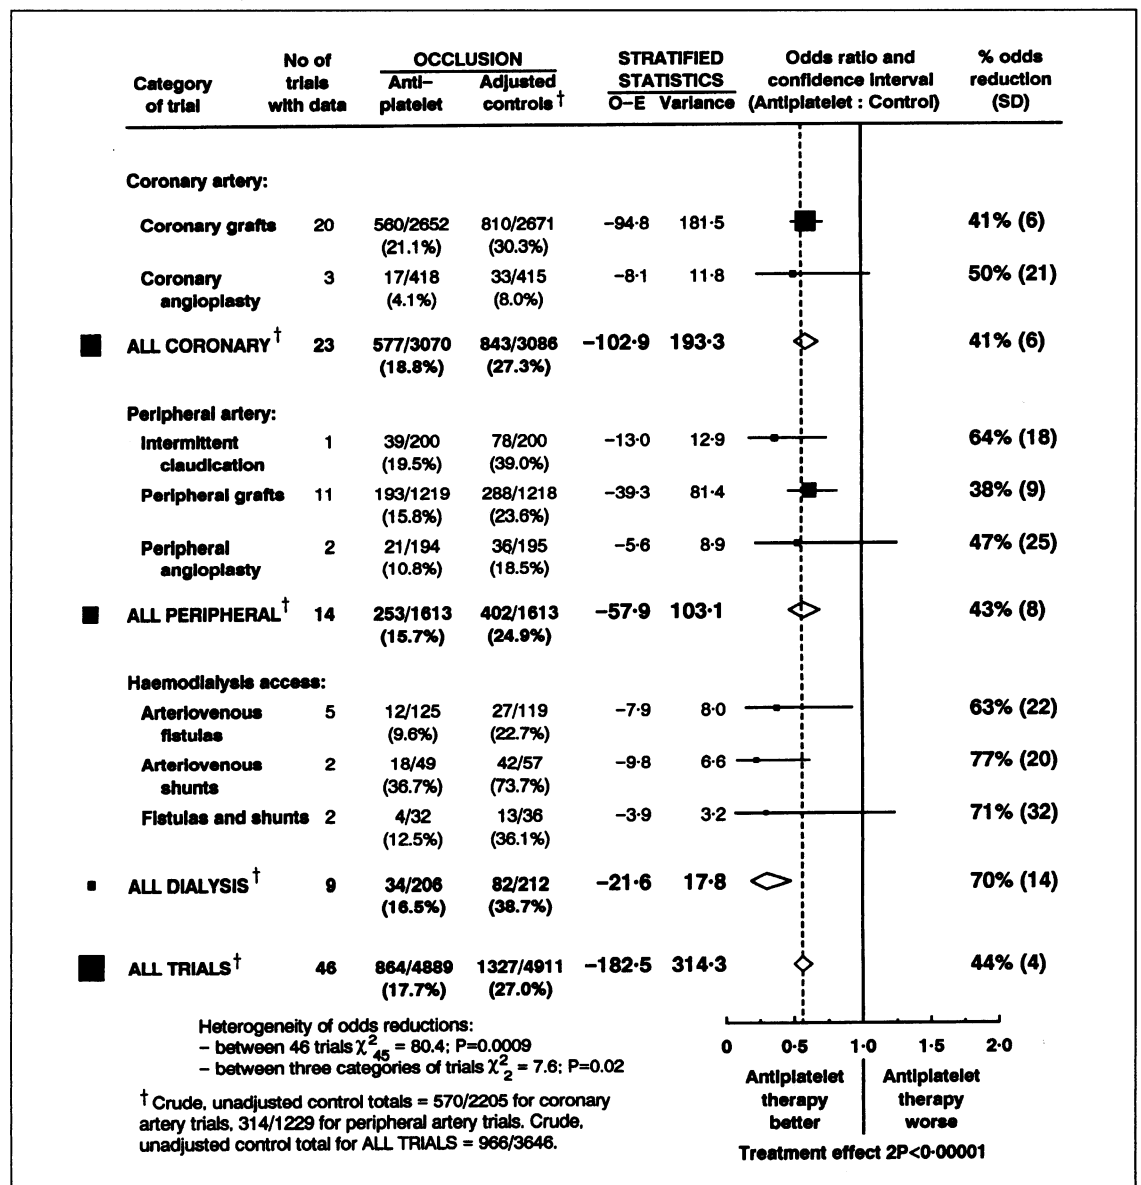 Category of trial No of trials with data OCCLUSION Anti-platelet Adjusted controls† STRATIFIED STATISTICS O–E Variance Odds ratio and confidence interval (Antiplatelet : Control) % odds reduction (SD)
Coronary artery:
Coronary grafts 20 560/2652 810/2671 −94·8 181·5 41% (6)
(21.1%) (30.3%)
Coronary 3 17/418 33/415 −8·1 11·8 50% (21)
angioplasty (4.1%) (8.0%)
ALL CORONARY† 23 577/3070 843/3086 −102·9 193·3 41% (6)
(18.8%) (27.3%)
Peripheral artery:
Intermittent 1 39/200 78/200 −13·0 12·9 64% (18)
claudication (19.5%) (39.0%)
Peripheral grafts 11 193/1219 288/1218 −39·3 81·4 38% (9)
(15.8%) (23.6%)
Peripheral 2 21/194 36/195 −5·6 8·9 47% (25)
angioplasty (10.8%) (18.5%)
ALL PERIPHERAL† 14 253/1613 402/1613 −57·9 103·1 43% (8)
(15.7%) (24.9%)
Haemodialysis access:
Arteriovenous 5 12/125 27/119 −7·9 8·0 63% (22)
fistulas (9.6%) (22.7%)
Arteriovenous 2 18/49 42/57 −9·8 6·6 77% (20)
shunts (36.7%) (73.7%)
Fistulas and shunts 2 4/32 13/36 −3·9 3·2 71% (32)
(12.5%) (36.1%)
ALL DIALYSIS† 9 34/206 82/212 −21·6 17·8 70% (14)
(16.5%) (38.7%)
ALL TRIALS† 46 864/4889 1327/4911 −182·5 314·3 44% (4)
(17.7%) (27.0%)
Heterogeneity of odds reductions:
– between 46 trials χ²₄₅ = 80.4; P=0.0009
– between three categories of trials χ²₂ = 7.6; P=0.02
† Crude, unadjusted control totals = 570/2205 for coronary
artery trials, 314/1229 for peripheral artery trials. Crude,
unadjusted control total for ALL TRIALS = 966/3646.
0 0·5 1·0 1·5 2·0
Antiplatelet therapy better
Antiplatelet therapy worse
Treatment effect 2P<0·00001